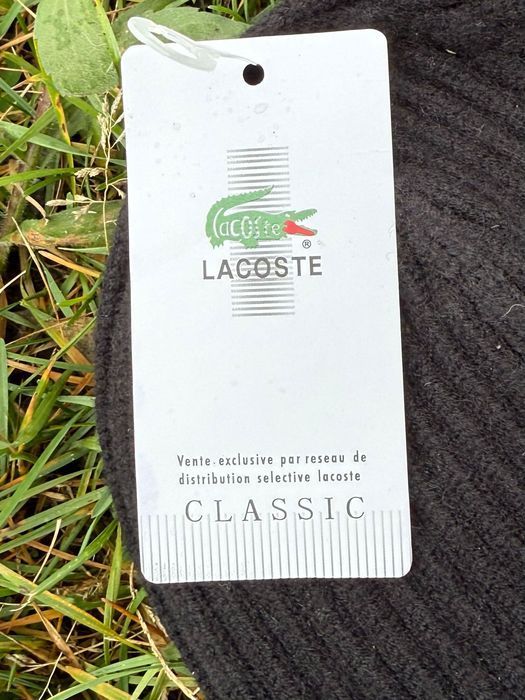 Lacoste
®
LACOSTE
Vente exclusive par reseau de
distribution selective lacoste
CLASSIC